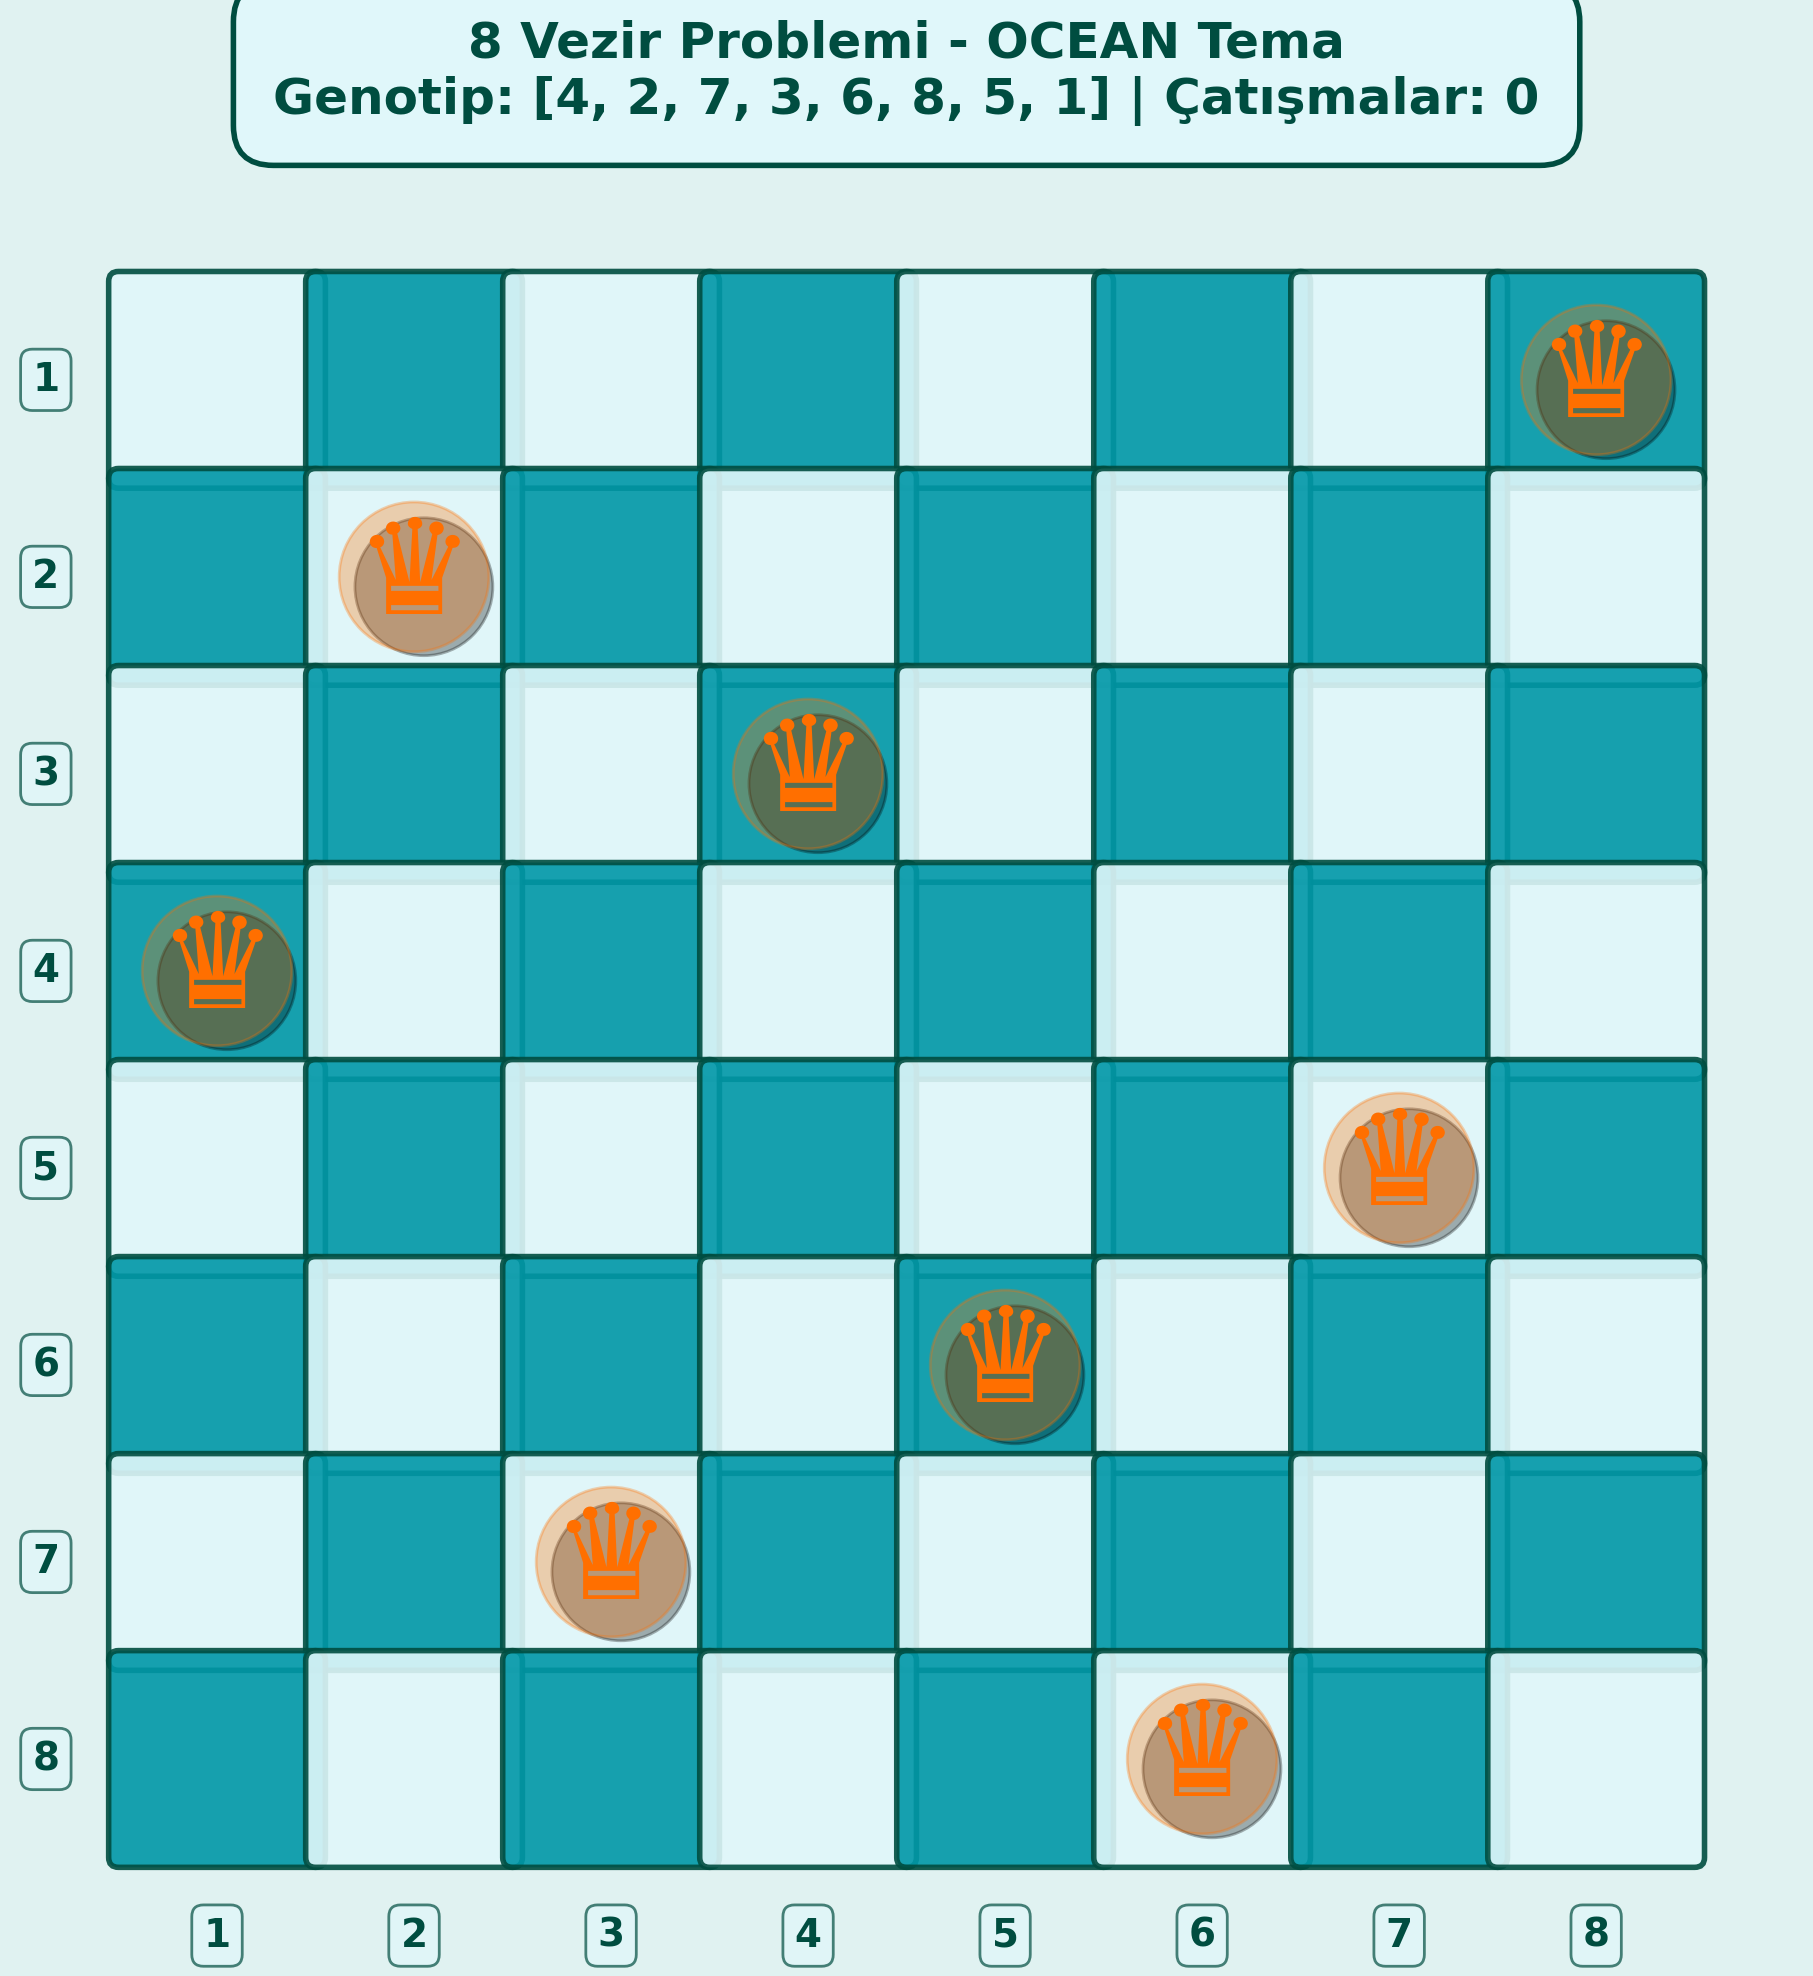 8 Vezir Problemi - OCEAN Tema
Genotip: [4, 2, 7, 3, 6, 8, 5, 1] | Çatışmalar: 0
1
2
3
4
5
6
7
8
1 2 3 4 5 6 7 8